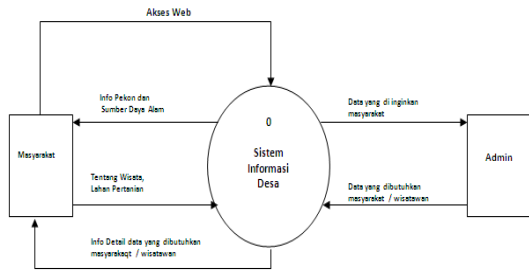 Akses Web
Info Pekon dan
Sumber Daya Alam
Data yang di inginkan
masyarakat
0
Sistem
Informasi
Desa
Masyarakat
Admin
Tentang Wisata,
Lahan Pertanian
Data yang dibutuhkan
masyarakat / wisatawan
Info Detail data yang dibutuhkan
masyarakaqt / wisatawan